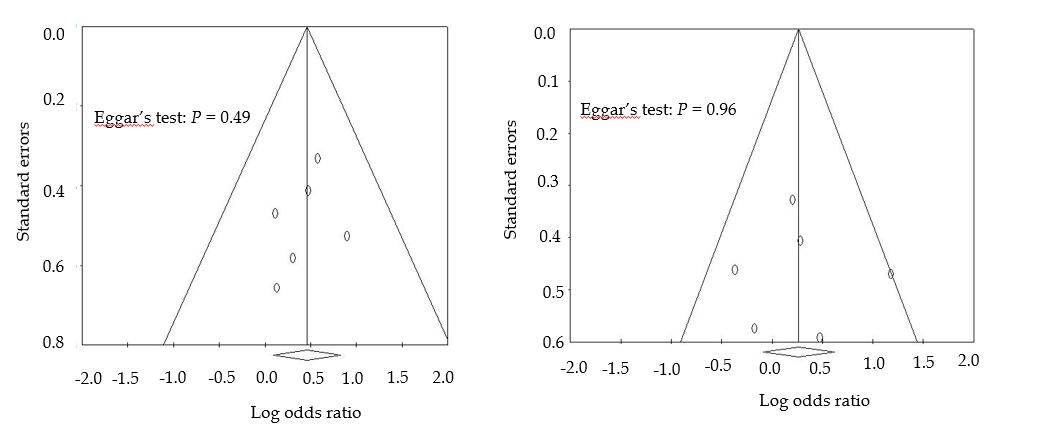 0.0
0.2
0.4
0.6
0.8
Standard errors
Eggar's test: P = 0.49
-2.0 -1.5 -1.0 -0.5 0.0 0.5 1.0 1.5 2.0
Log odds ratio
0.0
0.1
0.2
0.3
0.4
0.5
0.6
Standard errors
Eggar's test: P = 0.96
-2.0 -1.5 -1.0 -0.5 0.0 0.5 1.0 1.5 2.0
Log odds ratio